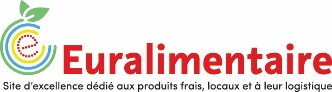 Euralimentaire
Site d'excellence dédié aux produits frais, locaux et à leur logistique